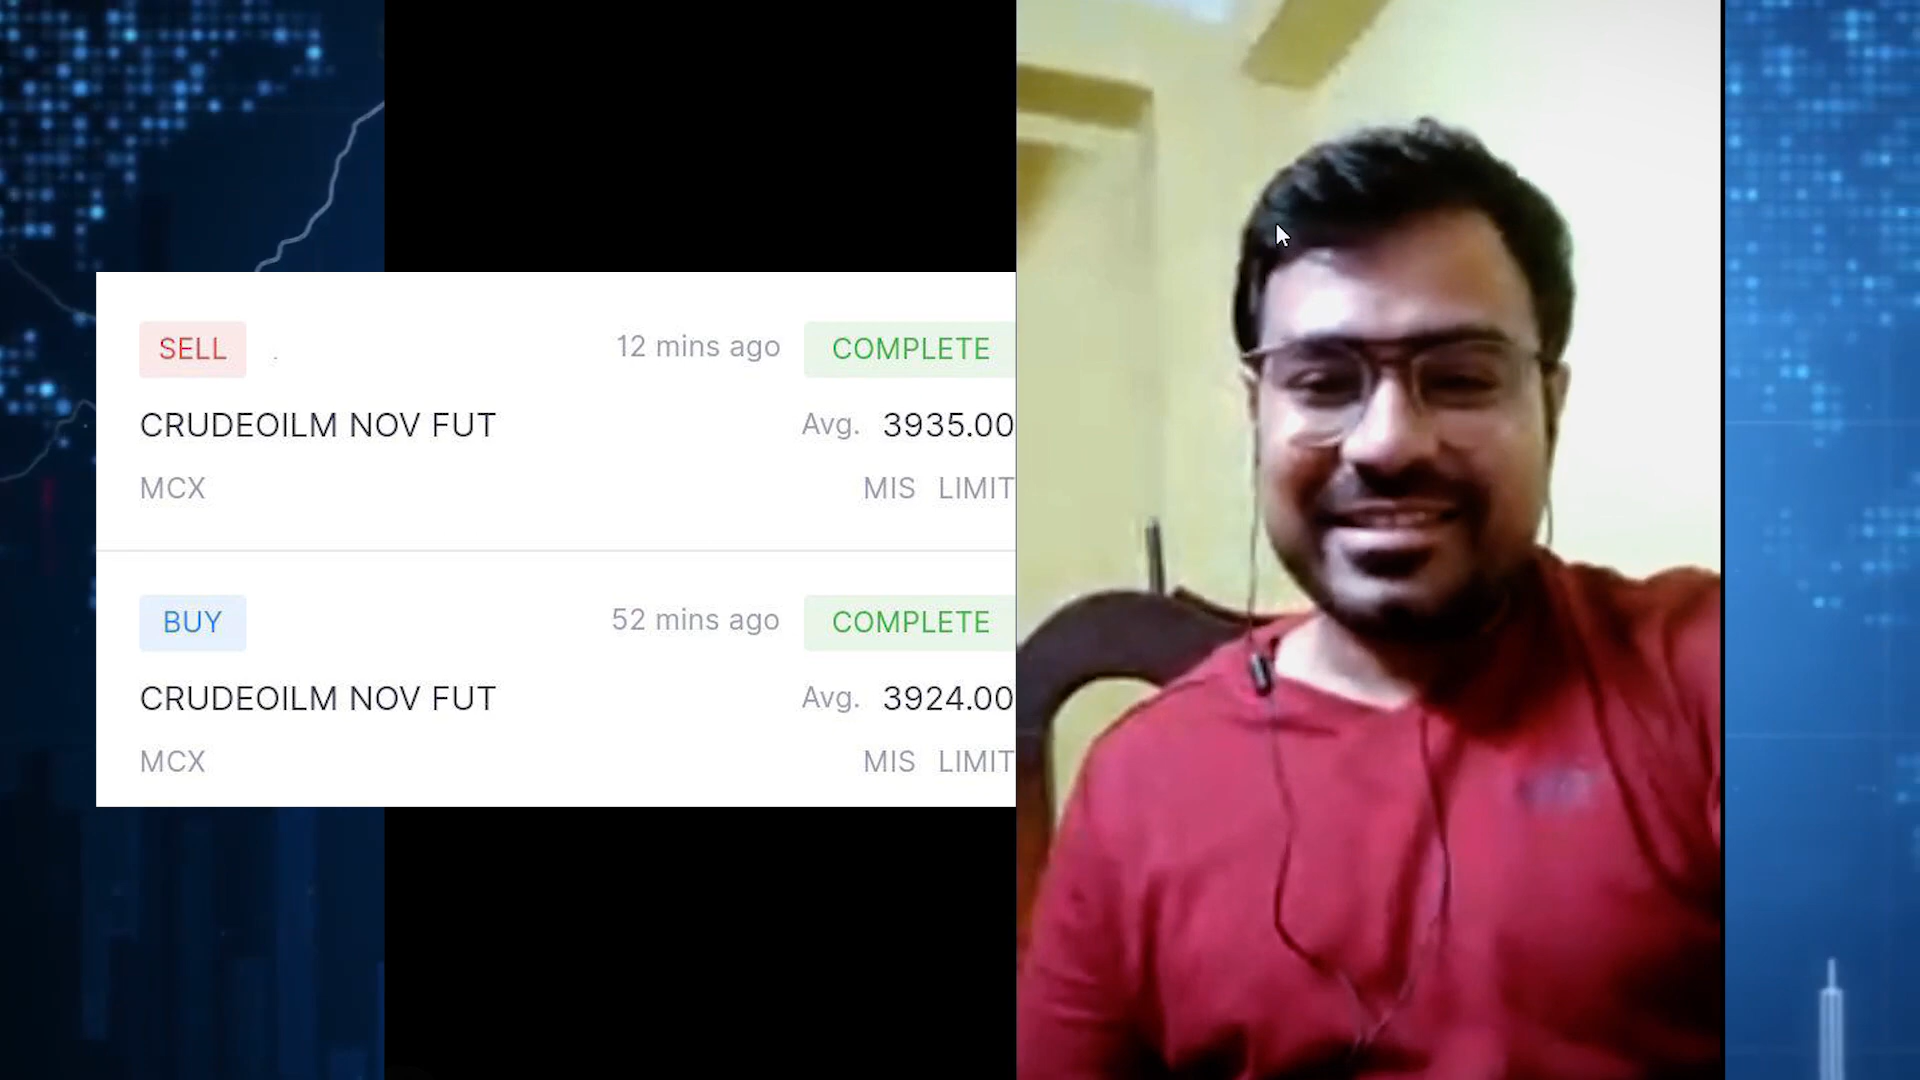 SELL 12 mins ago COMPLETE
CRUDEOILM NOV FUT Avg. 3935.00
MCX MIS LIMIT
BUY 52 mins ago COMPLETE
CRUDEOILM NOV FUT Avg. 3924.00
MCX MIS LIMIT